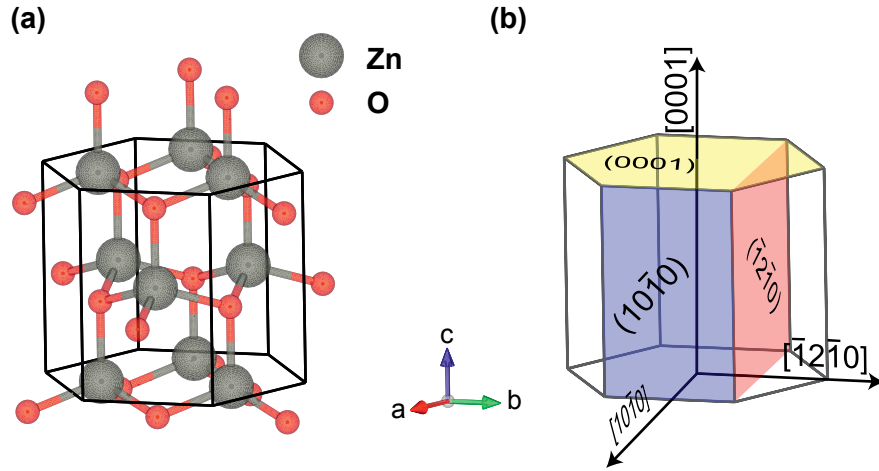 (a)
Zn
O
c
a
b
(b)
[0001]
(0001)
(101̄0)
(1̄21̄0)
[1̄21̄0]
[101̄0]